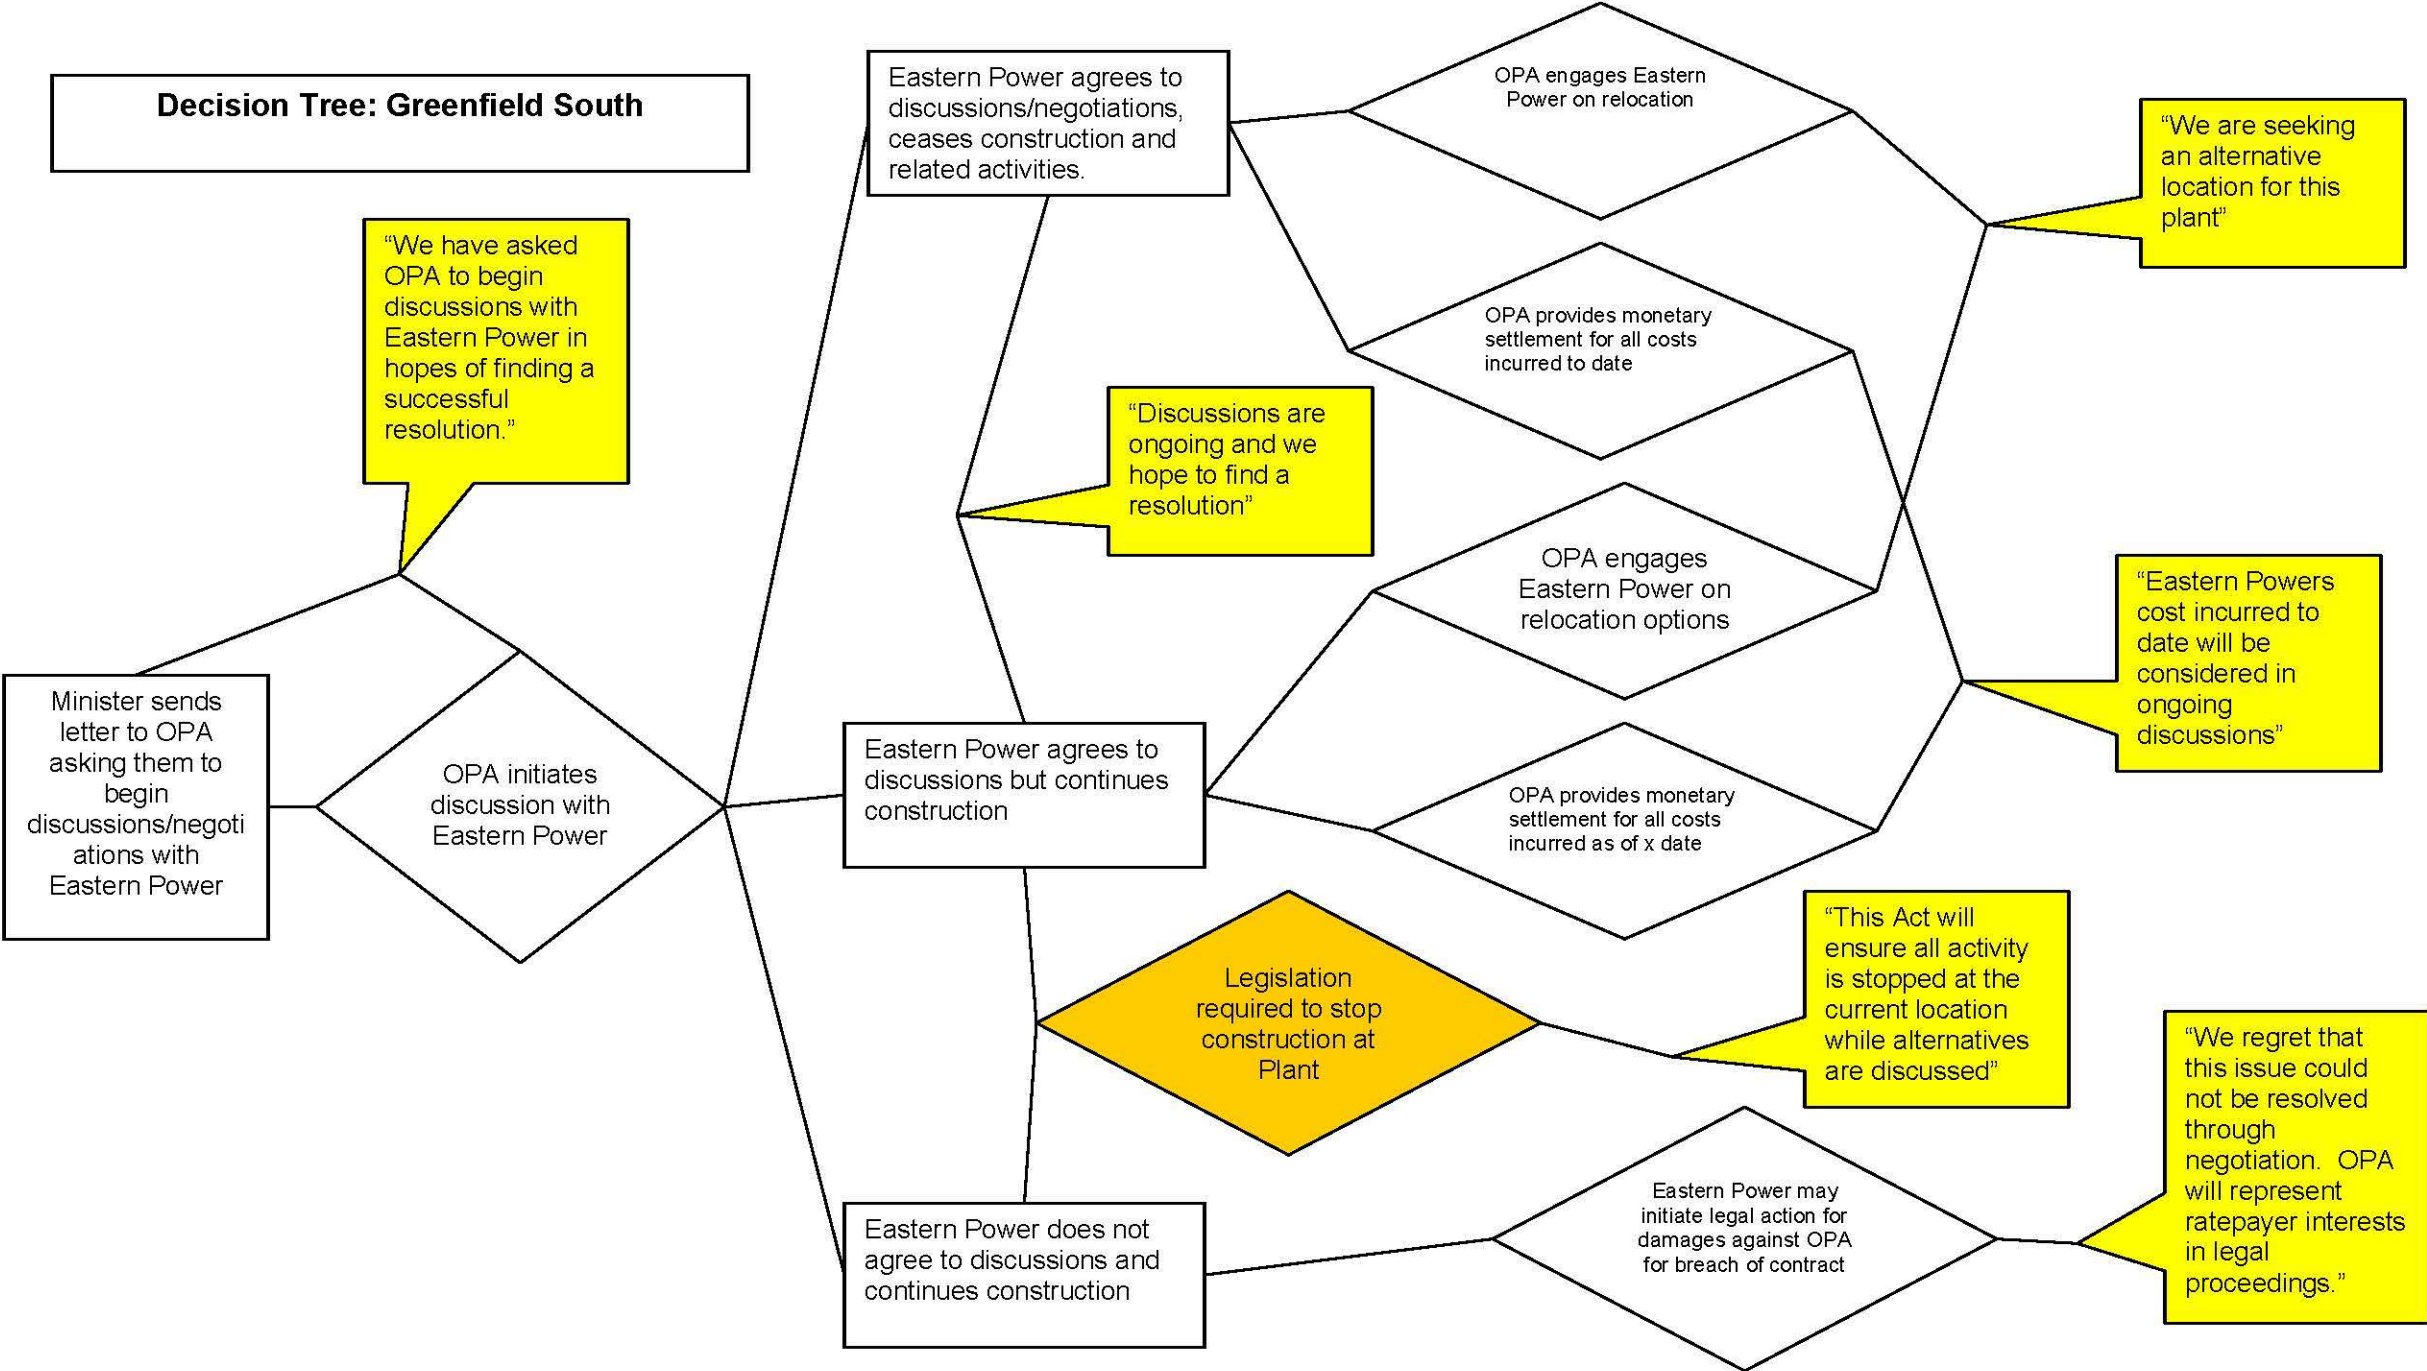 Decision Tree: Greenfield South
“We have asked
OPA to begin
discussions with
Eastern Power in
hopes of finding a
successful
resolution.”
Minister sends
letter to OPA
asking them to
begin
discussions/negoti
ations with
Eastern Power
OPA initiates
discussion with
Eastern Power
Eastern Power agrees to
discussions/negotiations,
ceases construction and
related activities.
“Discussions are
ongoing and we
hope to find a
resolution”
Eastern Power agrees to
discussions but continues
construction
Eastern Power does not
agree to discussions and
continues construction
OPA engages Eastern
Power on relocation
OPA provides monetary
settlement for all costs
incurred to date
OPA engages
Eastern Power on
relocation options
OPA provides monetary
settlement for all costs
incurred as of x date
Legislation
required to stop
construction at
Plant
Eastern Power may
initiate legal action for
damages against OPA
for breach of contract
“We are seeking
an alternative
location for this
plant”
“Eastern Powers
cost incurred to
date will be
considered in
ongoing
discussions”
“This Act will
ensure all activity
is stopped at the
current location
while alternatives
are discussed”
“We regret that
this issue could
not be resolved
through
negotiation.  OPA
will represent
ratepayer interests
in legal
proceedings.”